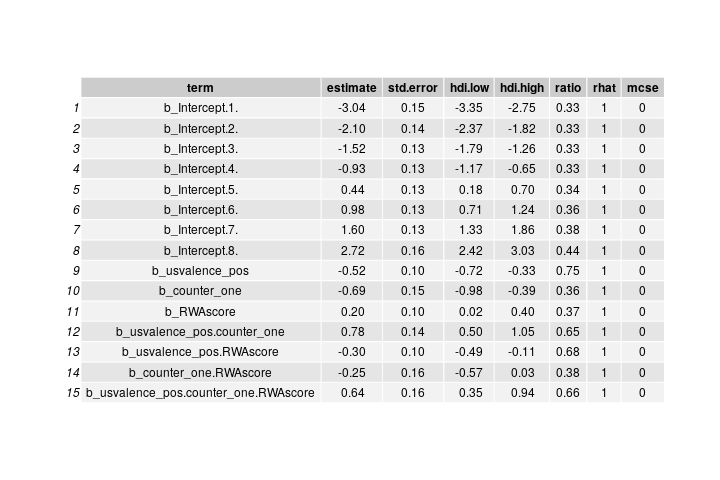 term estimate std.error hdi.low hdi.high ratio rhat mcse
1 b_Intercept.1. -3.04 0.15 -3.35 -2.75 0.33 1 0
2 b_Intercept.2. -2.10 0.14 -2.37 -1.82 0.33 1 0
3 b_Intercept.3. -1.52 0.13 -1.79 -1.26 0.33 1 0
4 b_Intercept.4. -0.93 0.13 -1.17 -0.65 0.33 1 0
5 b_Intercept.5. 0.44 0.13 0.18 0.70 0.34 1 0
6 b_Intercept.6. 0.98 0.13 0.71 1.24 0.36 1 0
7 b_Intercept.7. 1.60 0.13 1.33 1.86 0.38 1 0
8 b_Intercept.8. 2.72 0.16 2.42 3.03 0.44 1 0
9 b_usvalence_pos -0.52 0.10 -0.72 -0.33 0.75 1 0
10 b_counter_one -0.69 0.15 -0.98 -0.39 0.36 1 0
11 b_RWAscore 0.20 0.10 0.02 0.40 0.37 1 0
12 b_usvalence_pos.counter_one 0.78 0.14 0.50 1.05 0.65 1 0
13 b_usvalence_pos.RWAscore -0.30 0.10 -0.49 -0.11 0.68 1 0
14 b_counter_one.RWAscore -0.25 0.16 -0.57 0.03 0.38 1 0
15 b_usvalence_pos.counter_one.RWAscore 0.64 0.16 0.35 0.94 0.66 1 0